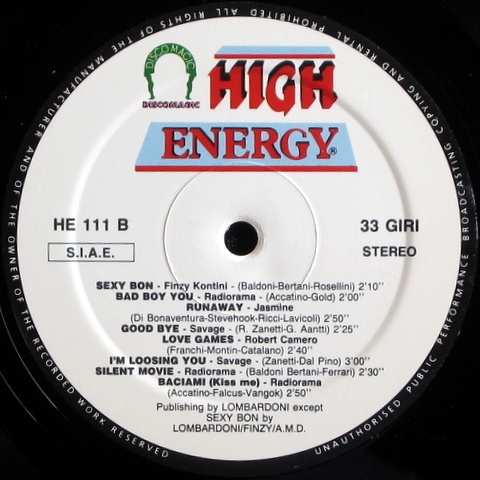 DISCOMAGIC
DISCOMAGIC
HIGH
ENERGY®
HE 111 B
33 GIRI
S.I.A.E.
STEREO
SEXY BON - Finzy Kontini - (Baldoni-Bertani-Rosellini) 2'10"
BAD BOY YOU - Radiorama - (Accatino-Gold) 2'00"
RUNAWAY - Jasmine
(Di Bonaventura-Stevehook-Ricci-Lavicoli) 2'50"
GOOD BYE - Savage - (R. Zanetti-G. Aantti) 2'25"
LOVE GAMES - Robert Camero
(Franchi-Montin-Catalano) 2'40"
I'M LOOSING YOU - Savage - (Zanetti-Dal Pino) 3'00"
SILENT MOVIE - Radiorama - (Baldoni Bertani-Ferrari) 2'30"
BACIAMI (Kiss me) - Radiorama
(Accatino-Falcus-Vangok) 2'50"
Publishing by LOMBARDONI except
SEXY BON by
LOMBARDONI/FINZY/A.M.D.
ALL RIGHTS OF THE MANUFACTURER AND OF THE OWNER OF THE RECORDED WORK RESERVED
UNAUTHORISED PUBLIC PERFORMANCE BROADCASTING COPYING AND RENTAL PROHIBITED